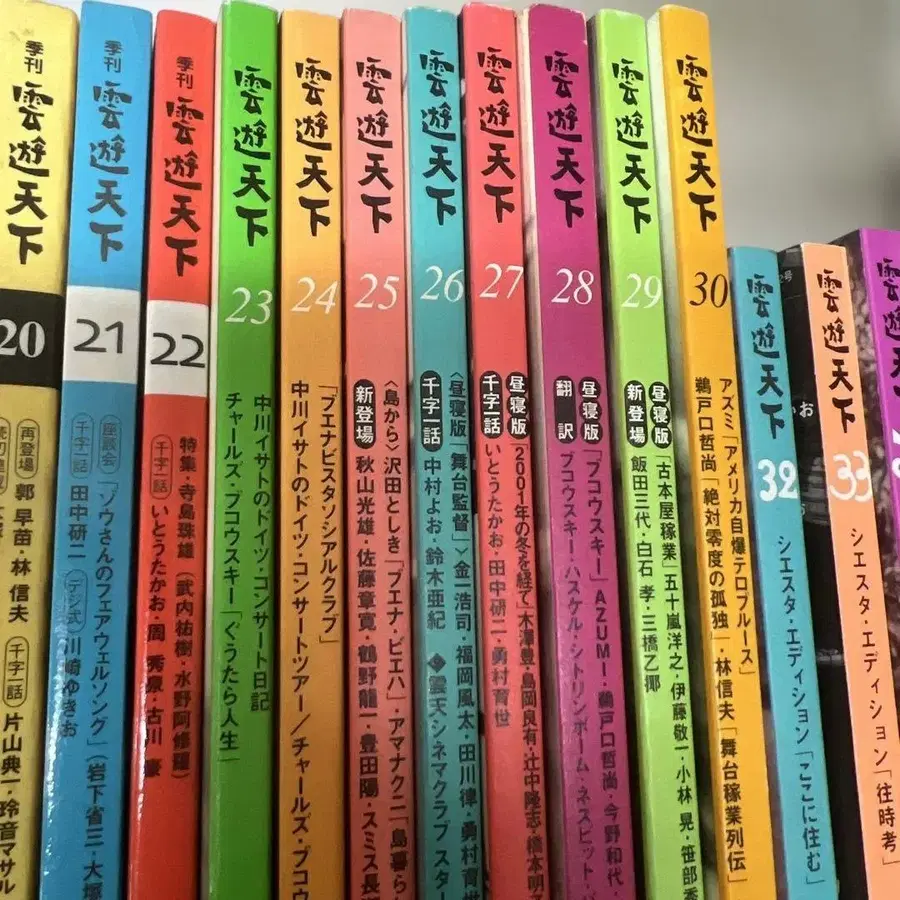 季刊
雲遊天下
20
再登場
郭早苗・林信夫
千字一話
片山典一・玲音マサル
季刊
雲遊天下
21
座談会
「ゾウさんのフェアウェルソング」(岩下省三・大塚
千字一話
田中研二
デジ式
川崎ゆきお
季刊
雲遊天下
22
特集・寺島珠雄(武内祐樹・水野阿修羅)
千字一話
いとうたかお・周
雲遊天下
23
中川イサトのドイツ・コンサート日記
チャールズ・ブコウスキー「ぐうたら人生」
雲遊天下
24
「ブエナビスタソシアルクラブ」
中川イサトのドイツ・コンサートツアー/チャールズ・ブコウ
雲遊天下
25
〈島から〉沢田としき「ブエナ・ビエハ」・アマナクニ「島暮ら
新登場
秋山光雄・佐藤章寛・鶴野龍一・豊田陽・スミス長
雲遊天下
26
〈昼寝版「舞台監督」〉金一浩司・福岡風太・田川律・勇村育世
千字一話
中村よお・鈴木亜紀
雲天シネマクラブスター
雲遊天下
27
昼寝版
「2001年の冬を経て」木澤豊・島岡良有・辻中隆志・橋本明子
千字一話
いとうたかお・田中研二・勇村育世
雲遊天下
28
昼寝版
「ブコウスキー」AZUMI・鵜戸口哲尚・今野和代
翻訳
ブコウスキー・ハスケル・シトリンボーム・ネスビット・
雲遊天下
29
昼寝版
「古本屋稼業」五十嵐洋之・伊藤敬一・小林晃・笹部秀
新登場
飯田三代・白石孝・三橋乙揶
雲遊天下
30
アズミ「アメリカ自爆テロブルース」
鵜戸口哲尚「絶対零度の孤独」・林信夫「舞台稼業列伝」
雲遊天下
32
シエスタ・エディション「ここに住む」
雲遊天下
33
シエスタ・エディション「往時考」
雲遊天